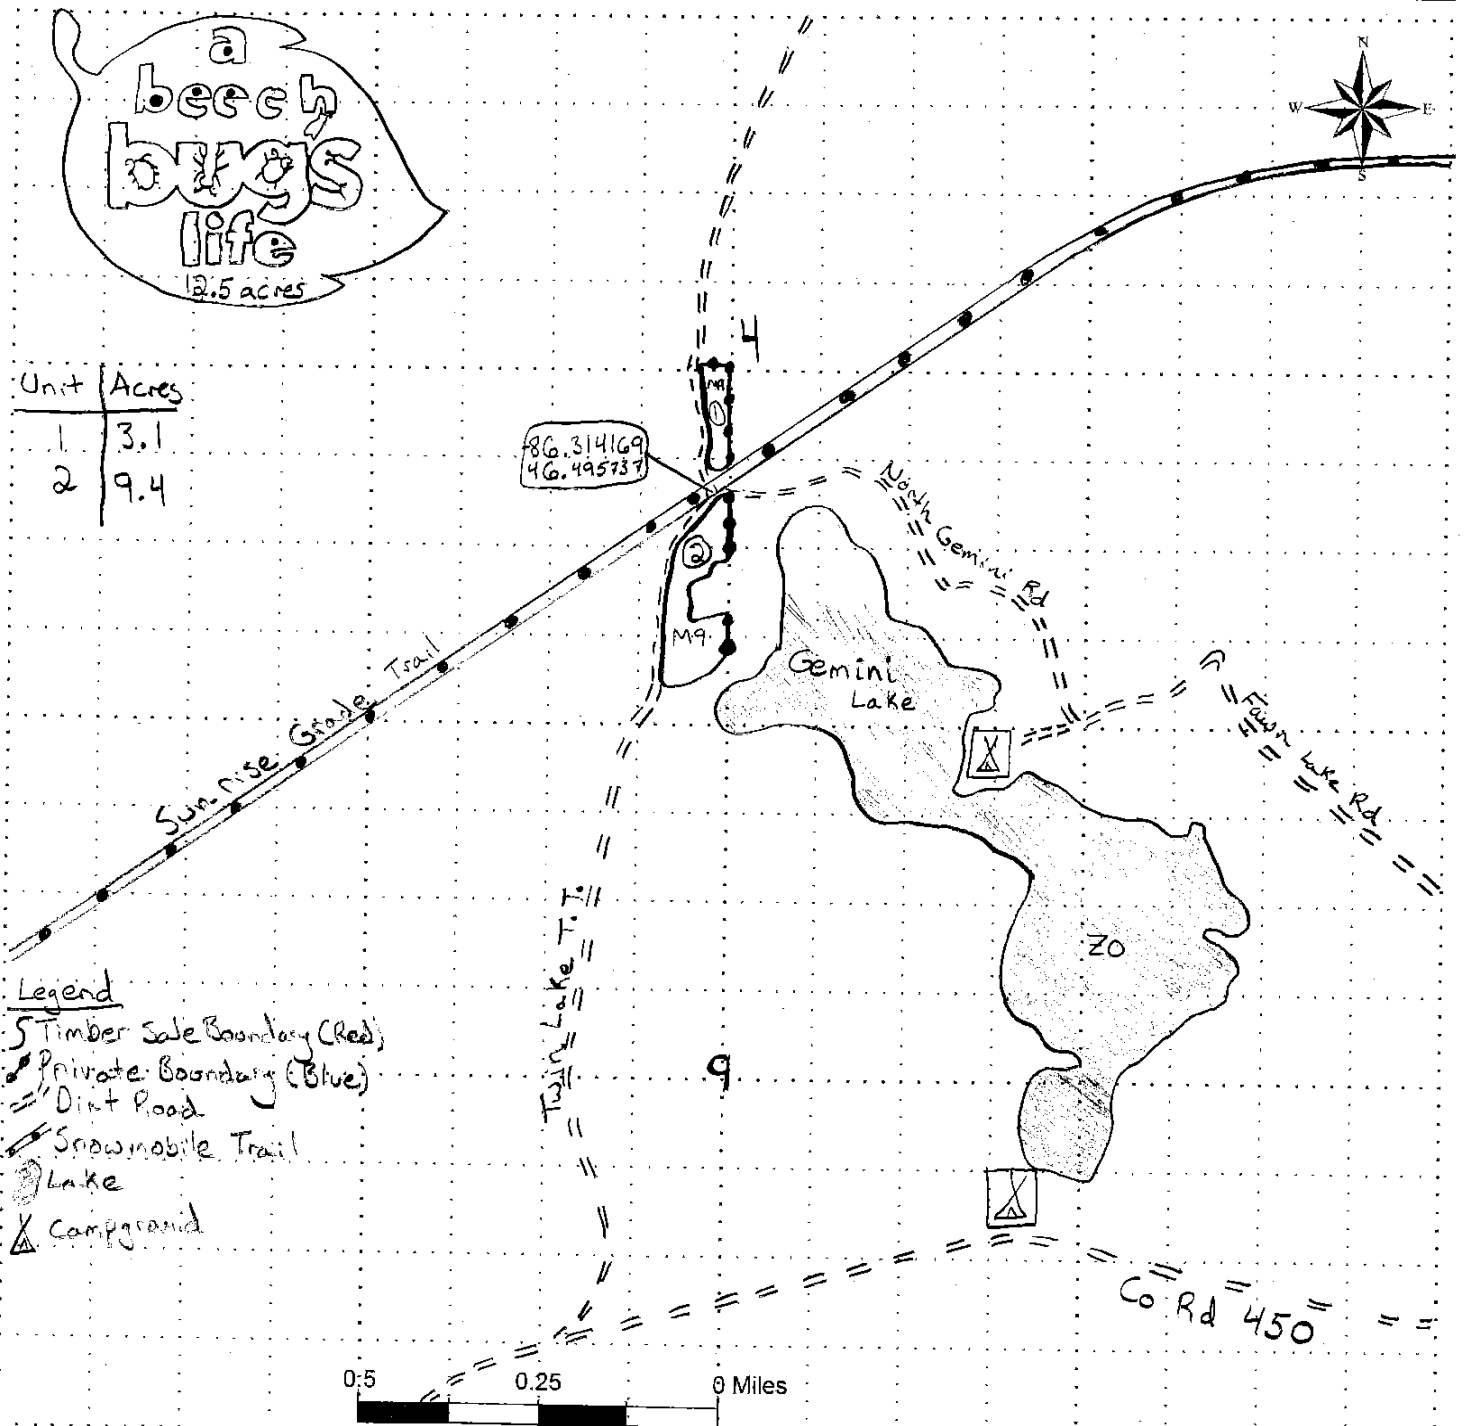 a
beech
bug's
life
12.5 acres
N
W
E
S
Unit Acres
1 3.1
2 9.4
4
1
-86.314169
46.495737
North Gemini Rd
2
M9
Gemini
Lake
Sunrise Grade Trail
Fawn Lake Rd
Twin Lake T.T.
ZO
9
Legend
Timber Sale Boundary (Red)
Private Boundary (Blue)
Dirt Road
Snowmobile Trail
Lake
Campground
Co Rd 450
0.5 0.25 0 Miles